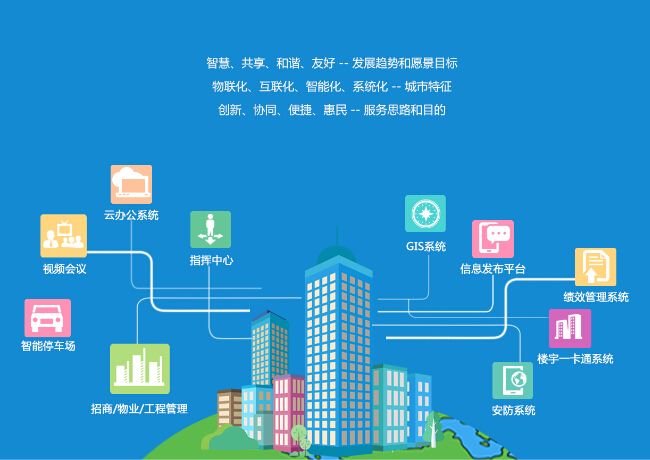 智慧、共享、和谐、友好 -- 发展趋势和愿景目标
物联化、互联化、智能化、系统化 -- 城市特征
创新、协同、便捷、惠民 -- 服务思路和目的
云办公系统
视频会议
指挥中心
GIS系统
信息发布平台
绩效管理系统
智能停车场
楼宇一卡通系统
招商/物业/工程管理
安防系统